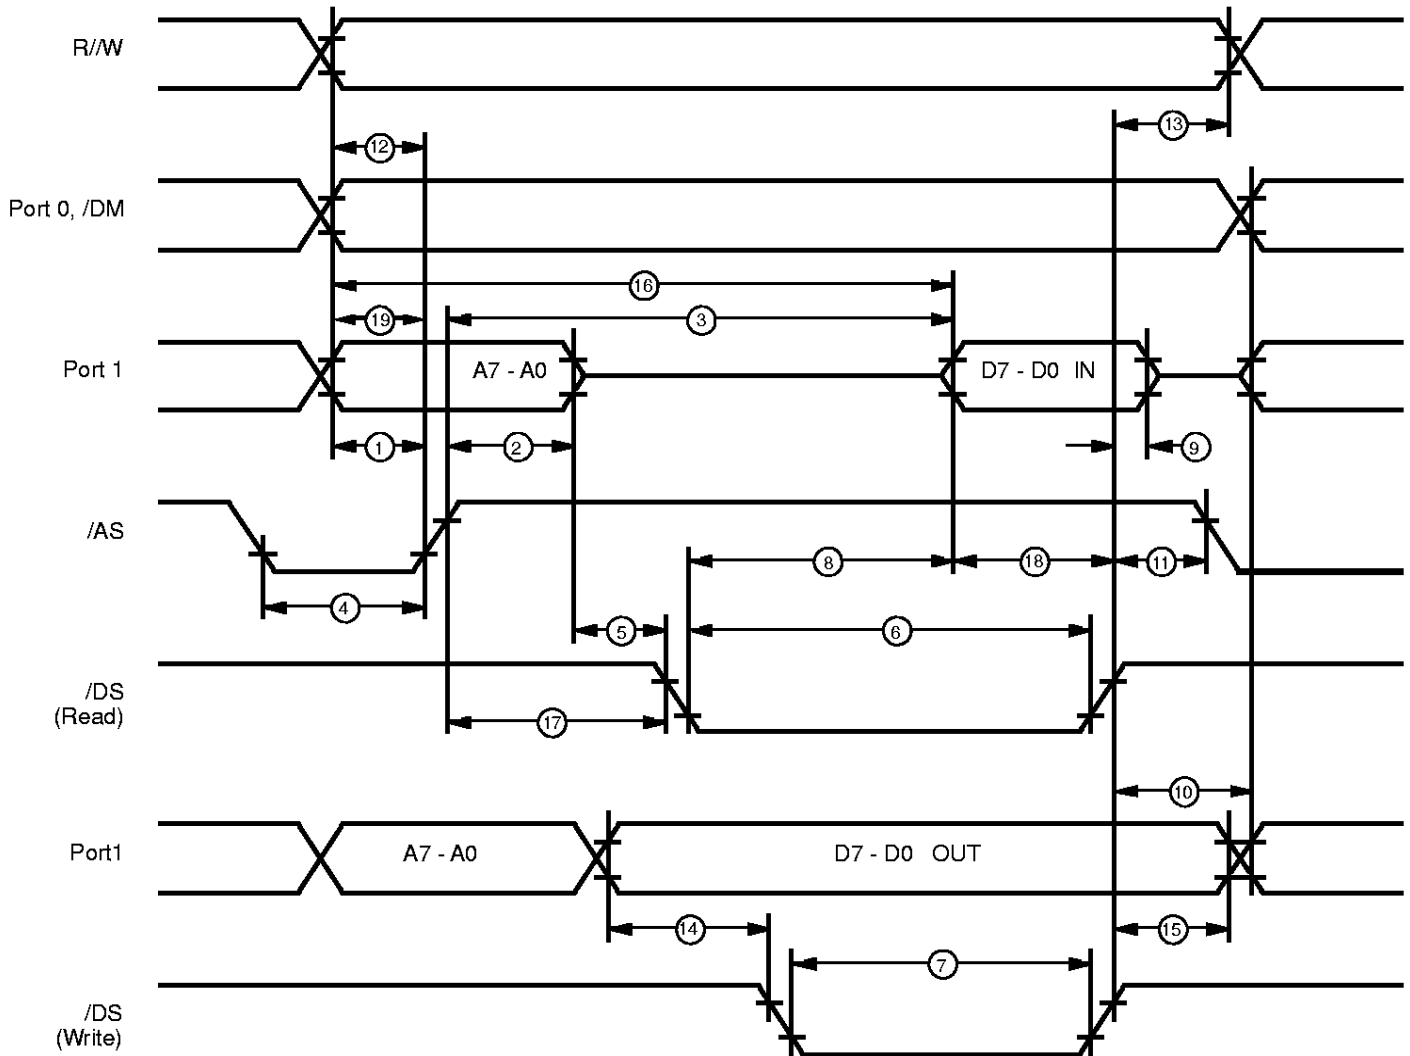 R//W
13
12
Port 0, /DM
16
19
3
Port 1
A7 - A0
D7 - D0 IN
1
2
9
/AS
8
18
11
4
5
6
/DS
(Read)
17
10
Port1
A7 - A0
D7 - D0 OUT
14
15
7
/DS
(Write)